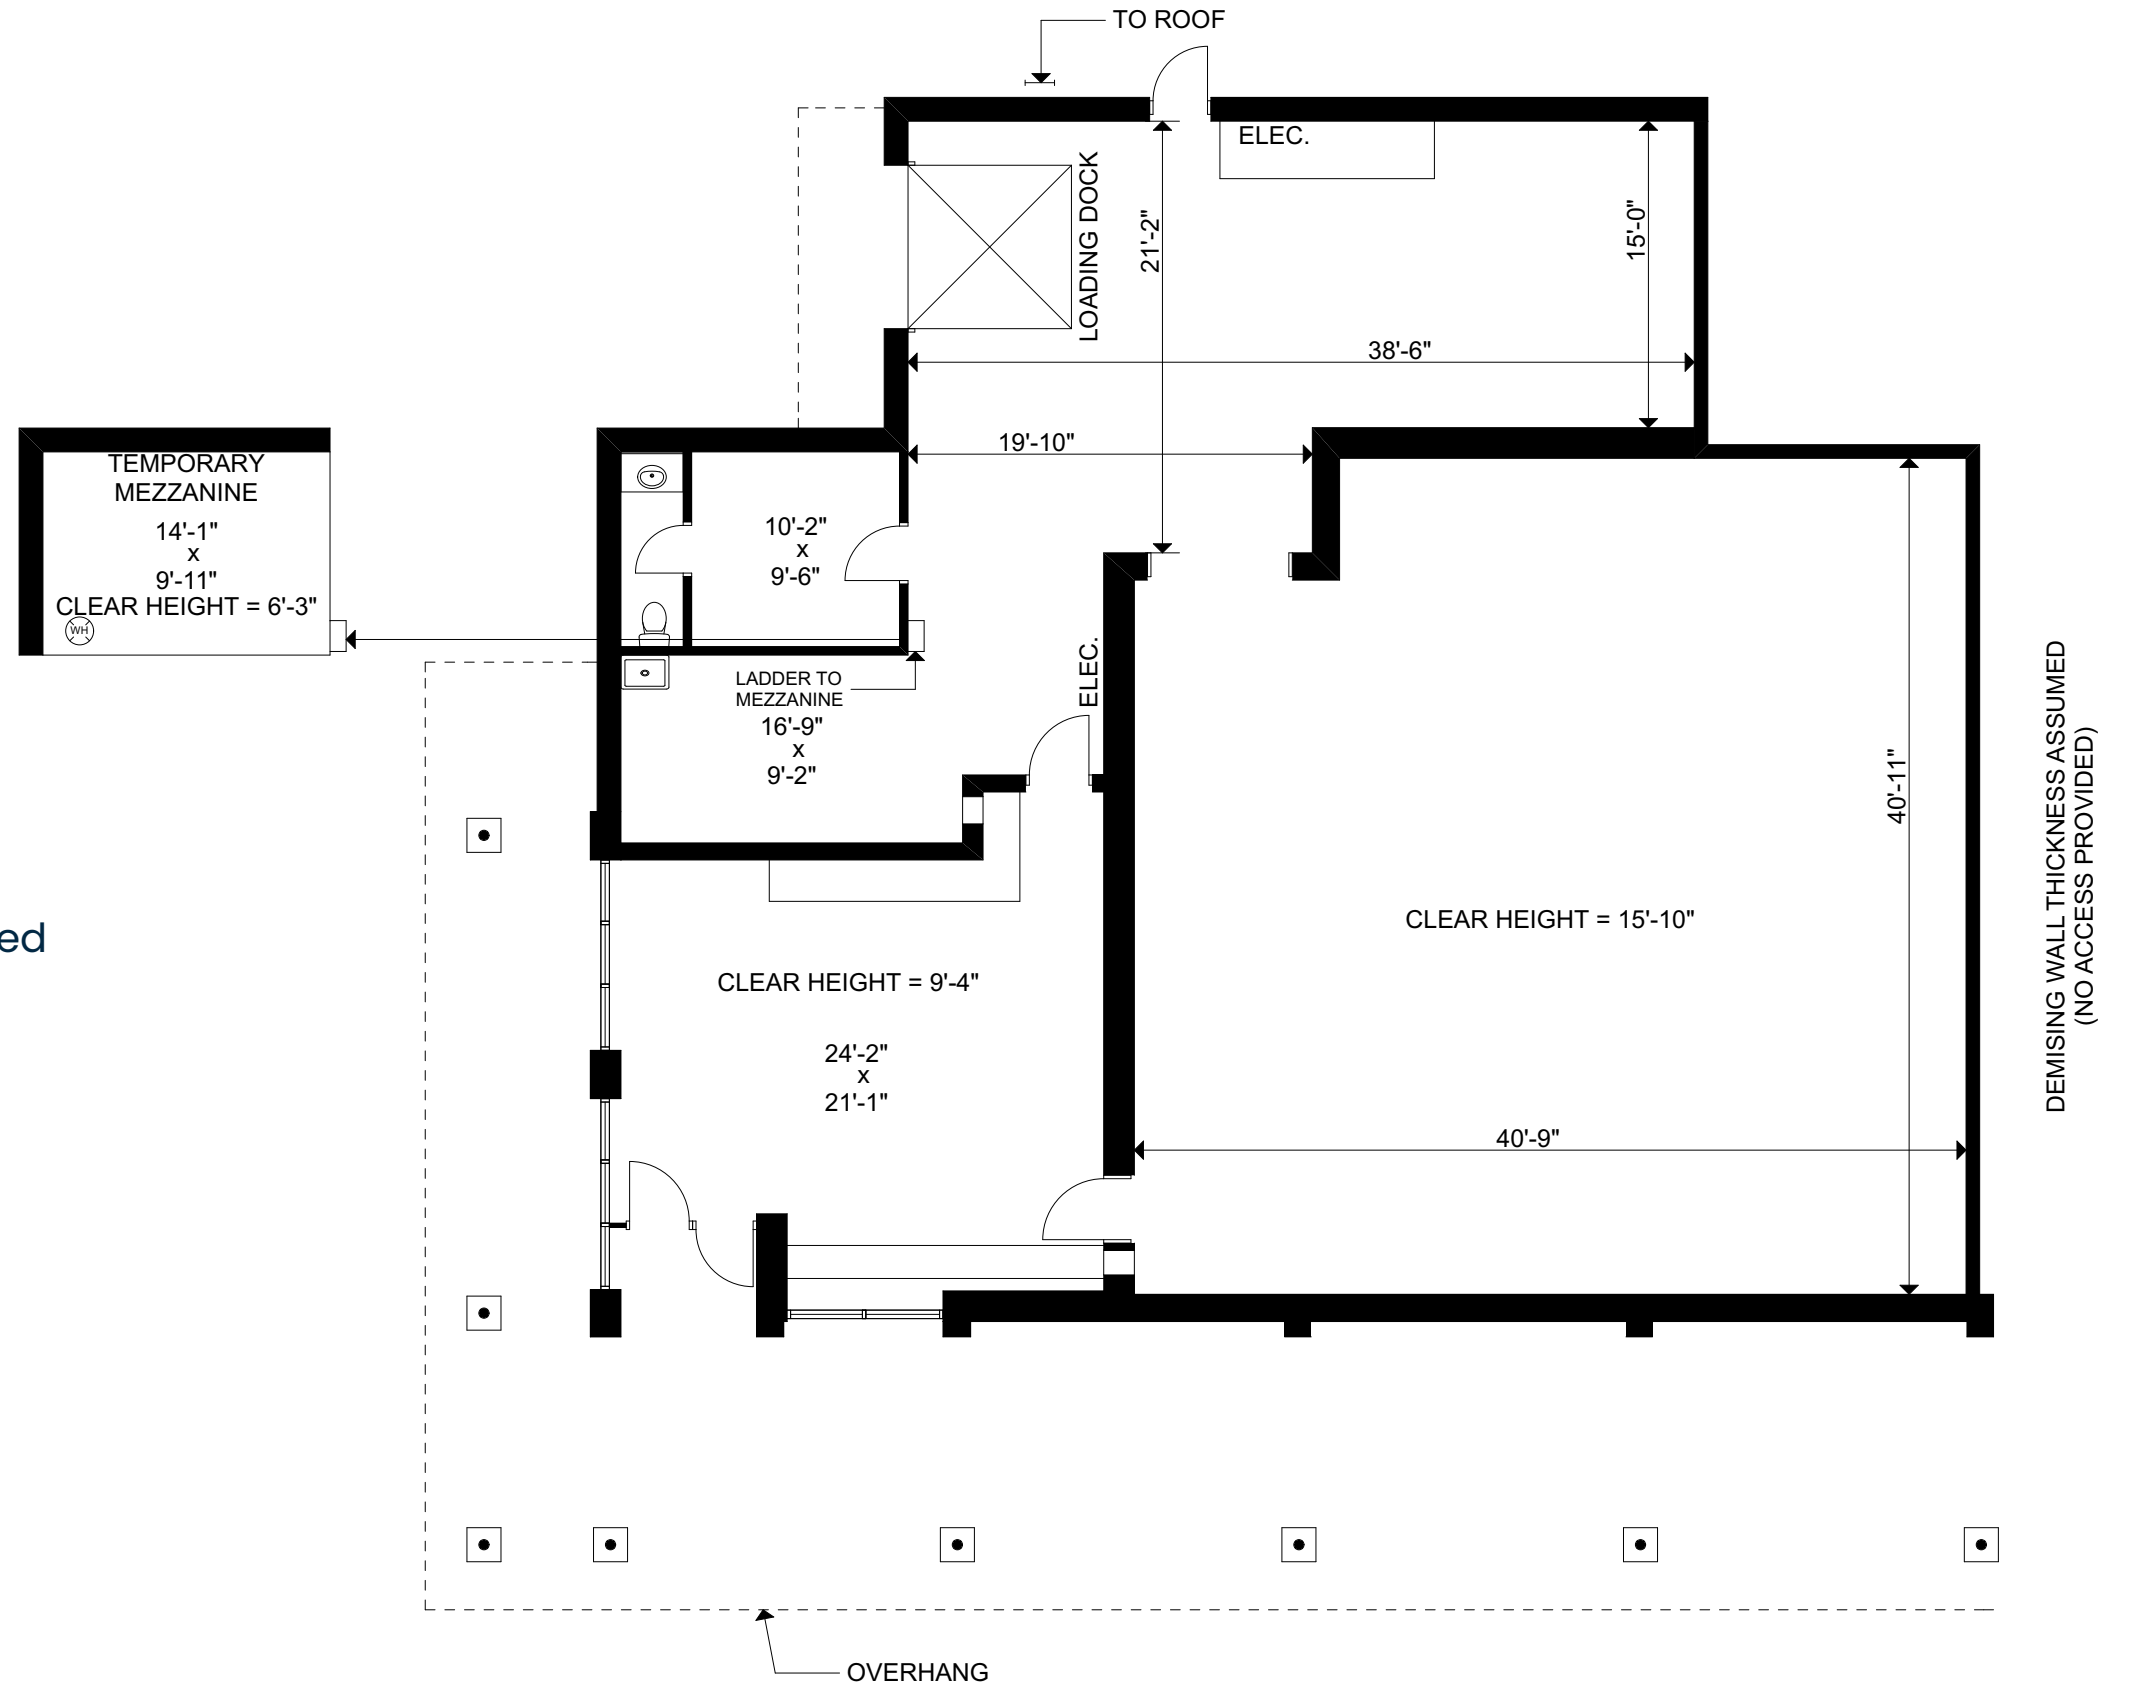 TO ROOF
ELEC.
LOADING DOCK
21'-2"
15'-0"
38'-6"
19'-10"
TEMPORARY
MEZZANINE
14'-1"
x
9'-11"
CLEAR HEIGHT = 6'-3"
WH
10'-2"
x
9'-6"
LADDER TO
MEZZANINE
16'-9"
x
9'-2"
ELEC.
40'-11"
DEMISING WALL THICKNESS ASSUMED
(NO ACCESS PROVIDED)
CLEAR HEIGHT = 15'-10"
ed
CLEAR HEIGHT = 9'-4"
24'-2"
x
21'-1"
40'-9"
OVERHANG